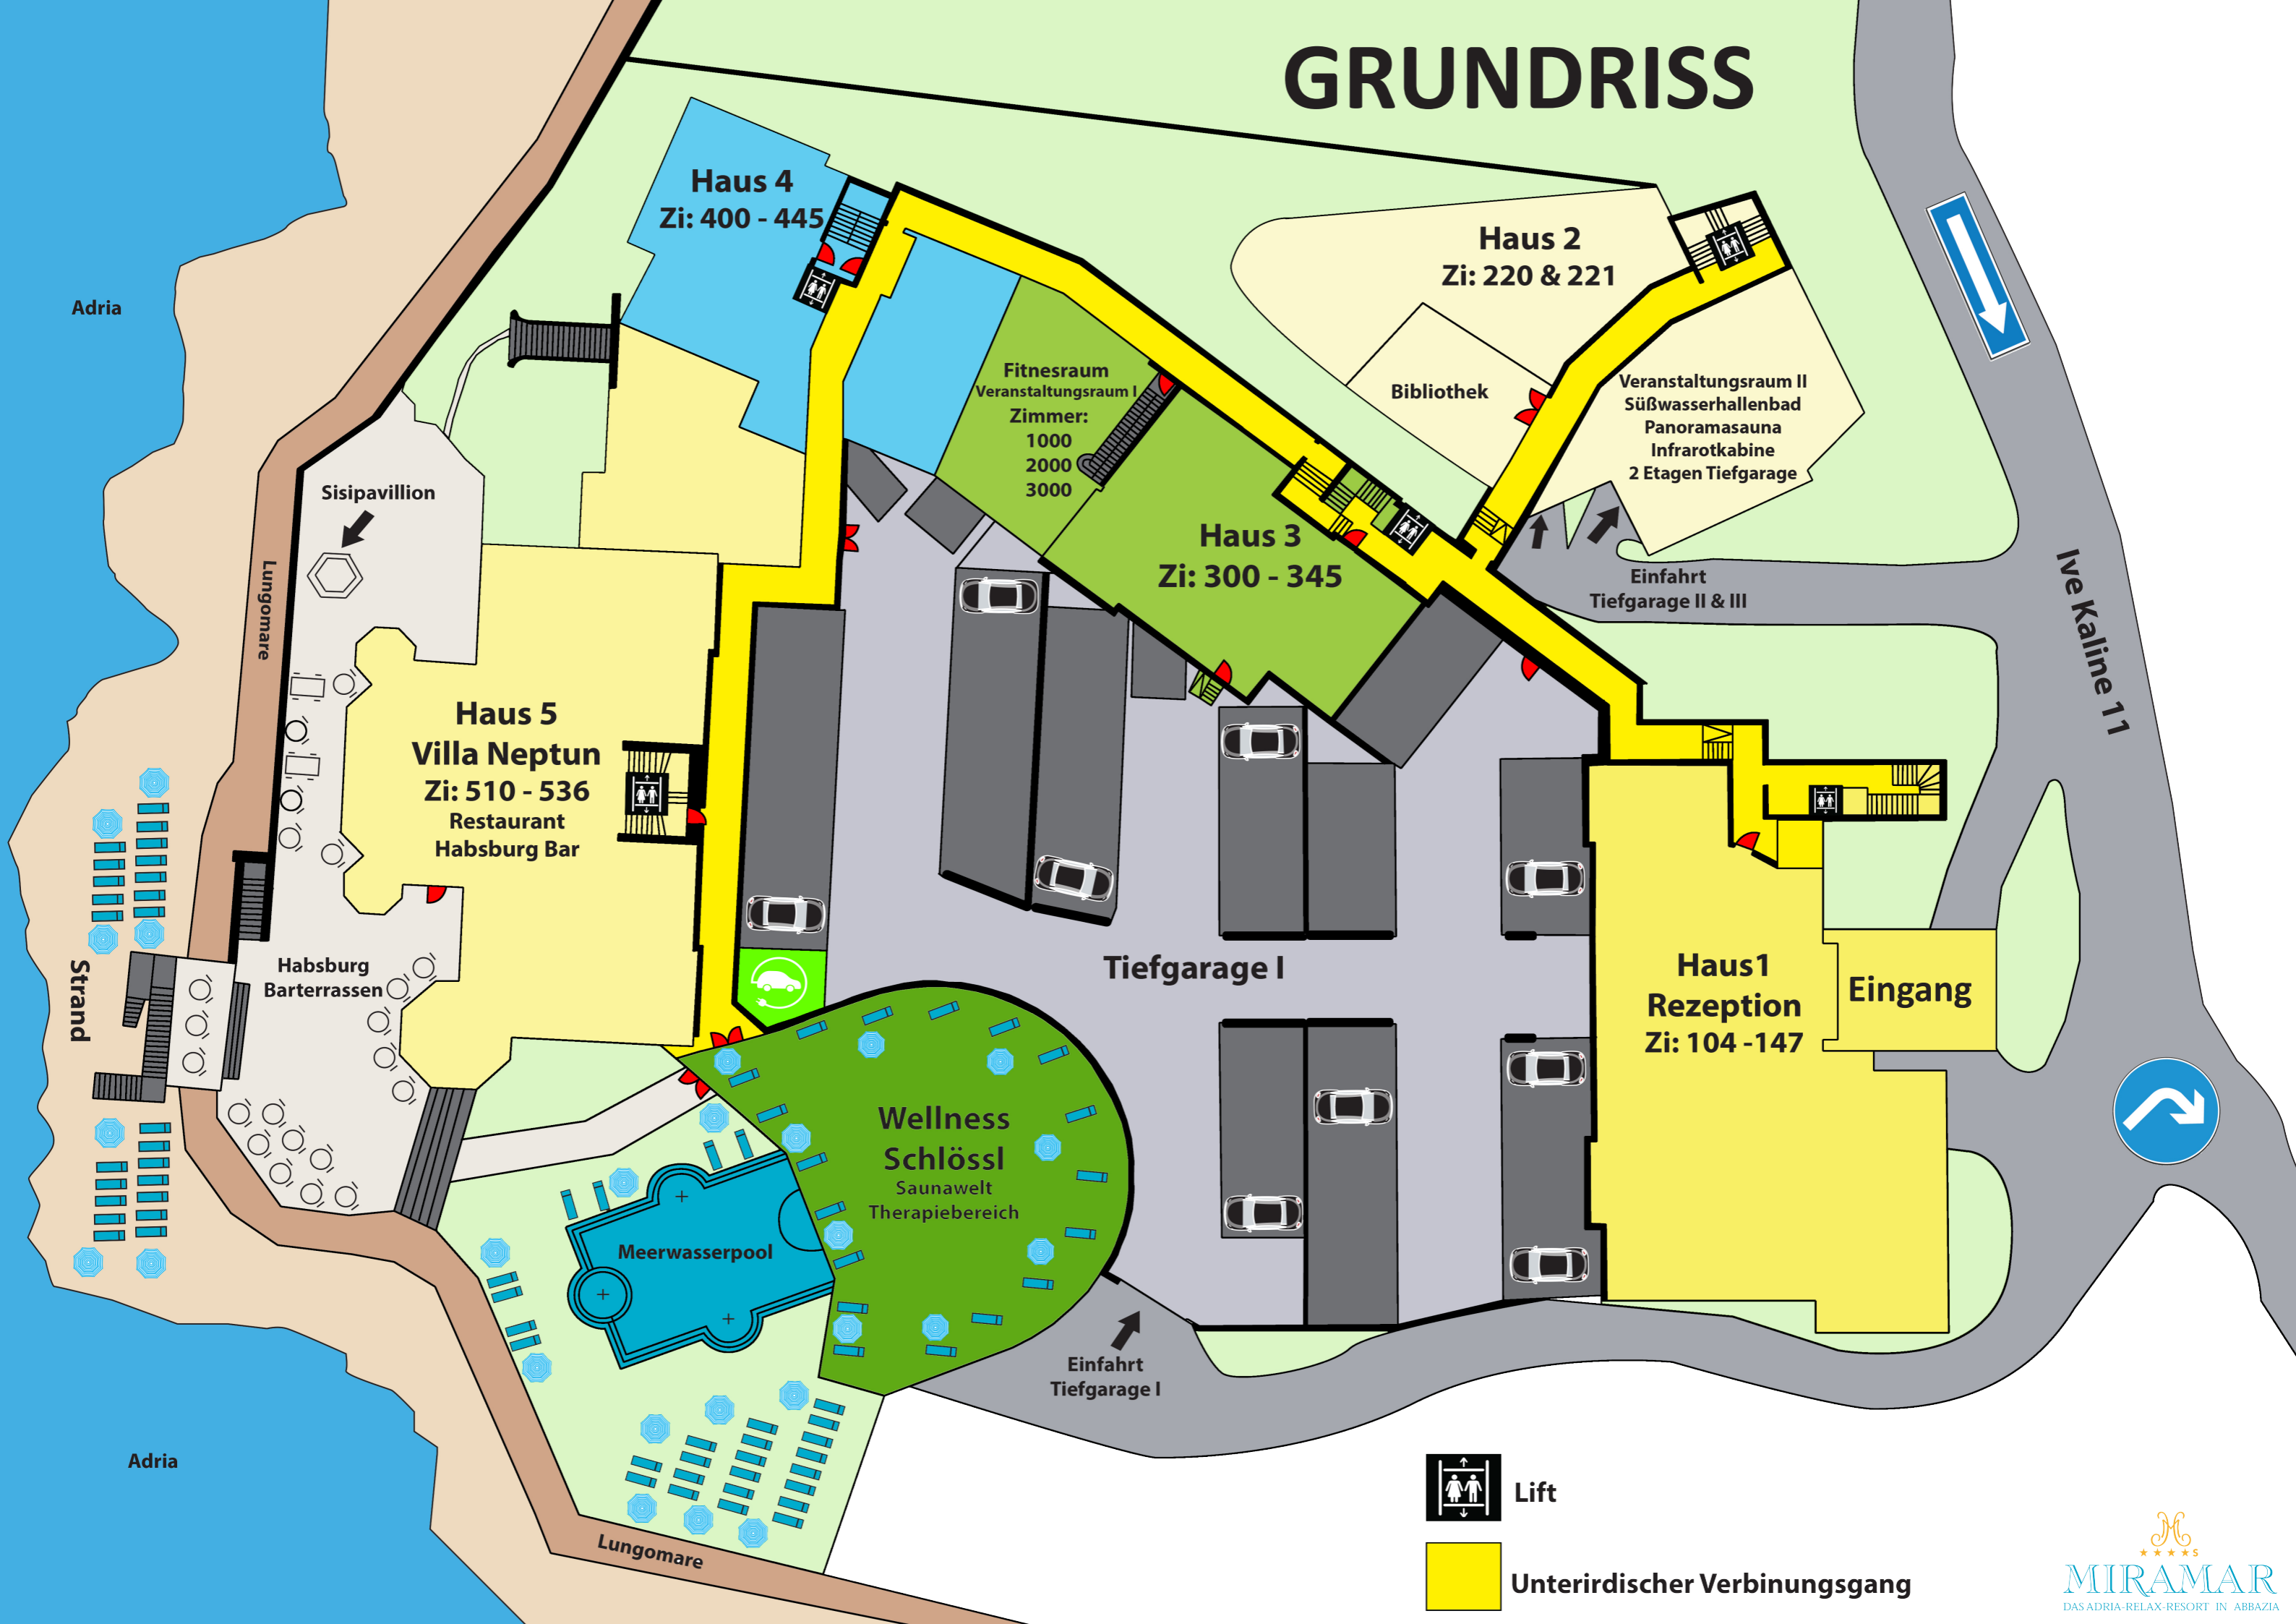 GRUNDRISS
Haus 4
Zi: 400 - 445
Haus 2
Zi: 220 & 221
Adria
Fitnesraum
Veranstaltungsraum I
Zimmer:
1000
2000
3000
Bibliothek
Veranstaltungsraum II
Süßwasserhallenbad
Panoramasauna
Infrarotkabine
2 Etagen Tiefgarage
Sisipavillion
Haus 3
Zi: 300 - 345
Einfahrt
Tiefgarage II & III
Ive Kaline 11
Lungomare
Haus 5
Villa Neptun
Zi: 510 - 536
Restaurant
Habsburg Bar
Strand
Habsburg
Barterrassen
Tiefgarage I
Haus1
Rezeption
Zi: 104 -147
Eingang
Wellness
Schlössl
Saunawelt
Therapiebereich
Meerwasserpool
Einfahrt
Tiefgarage I
Adria
Lungomare
Lift
Unterirdischer Verbinungsgang
M
★★★★S
MIRAMAR
DAS ADRIA-RELAX-RESORT IN ABBAZIA